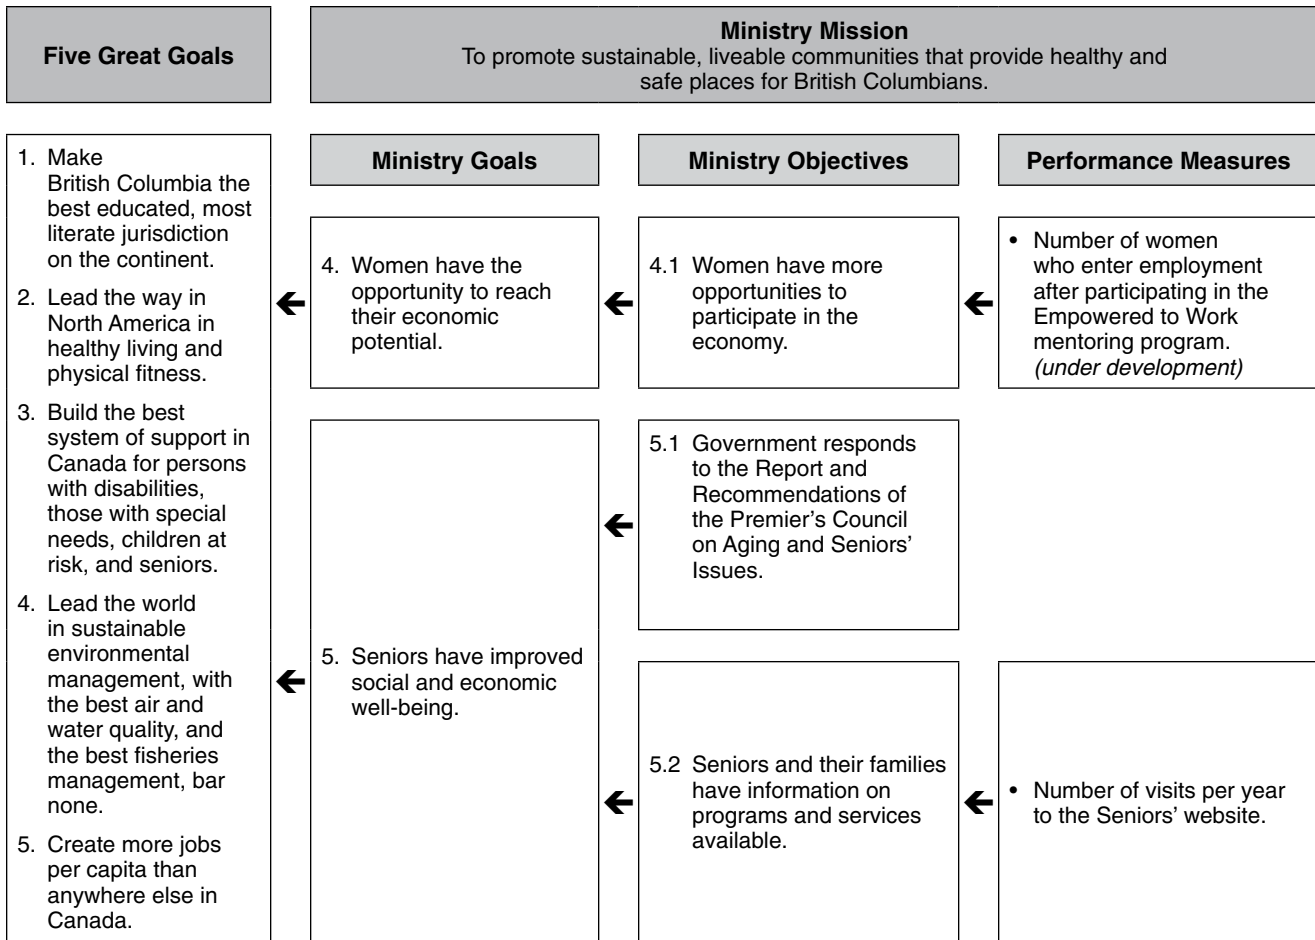 Five Great Goals
Ministry Mission
To promote sustainable, liveable communities that provide healthy and
safe places for British Columbians.
1. Make
British Columbia the
best educated, most
literate jurisdiction
on the continent.
2. Lead the way in
North America in
healthy living and
physical fitness.
3. Build the best
system of support in
Canada for persons
with disabilities,
those with special
needs, children at
risk, and seniors.
4. Lead the world
in sustainable
environmental
management, with
the best air and
water quality, and
the best fisheries
management, bar
none.
5. Create more jobs
per capita than
anywhere else in
Canada.
Ministry Goals
Ministry Objectives
Performance Measures
4. Women have the
opportunity to reach
their economic
potential.
4.1 Women have more
opportunities to
participate in the
economy.
• Number of women
who enter employment
after participating in the
Empowered to Work
mentoring program.
(under development)
5. Seniors have improved
social and economic
well-being.
5.1 Government responds
to the Report and
Recommendations of
the Premier’s Council
on Aging and Seniors’
Issues.
5.2 Seniors and their families
have information on
programs and services
available.
• Number of visits per year
to the Seniors’ website.